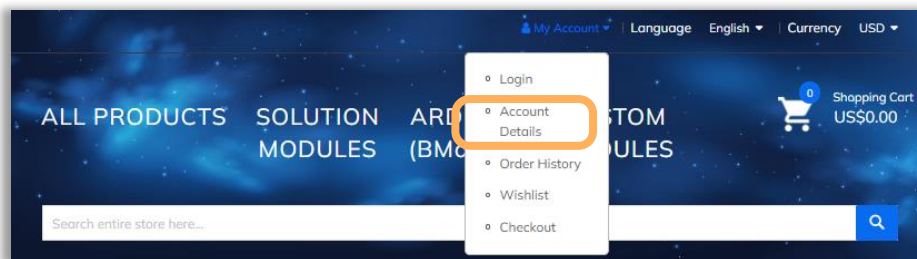 My Account Language English Currency USD
Login
Account
Details
Order History
Wishlist
Checkout
ALL PRODUCTS
SOLUTION
MODULES
0
Shopping Cart
US$0.00
Search entire store here...